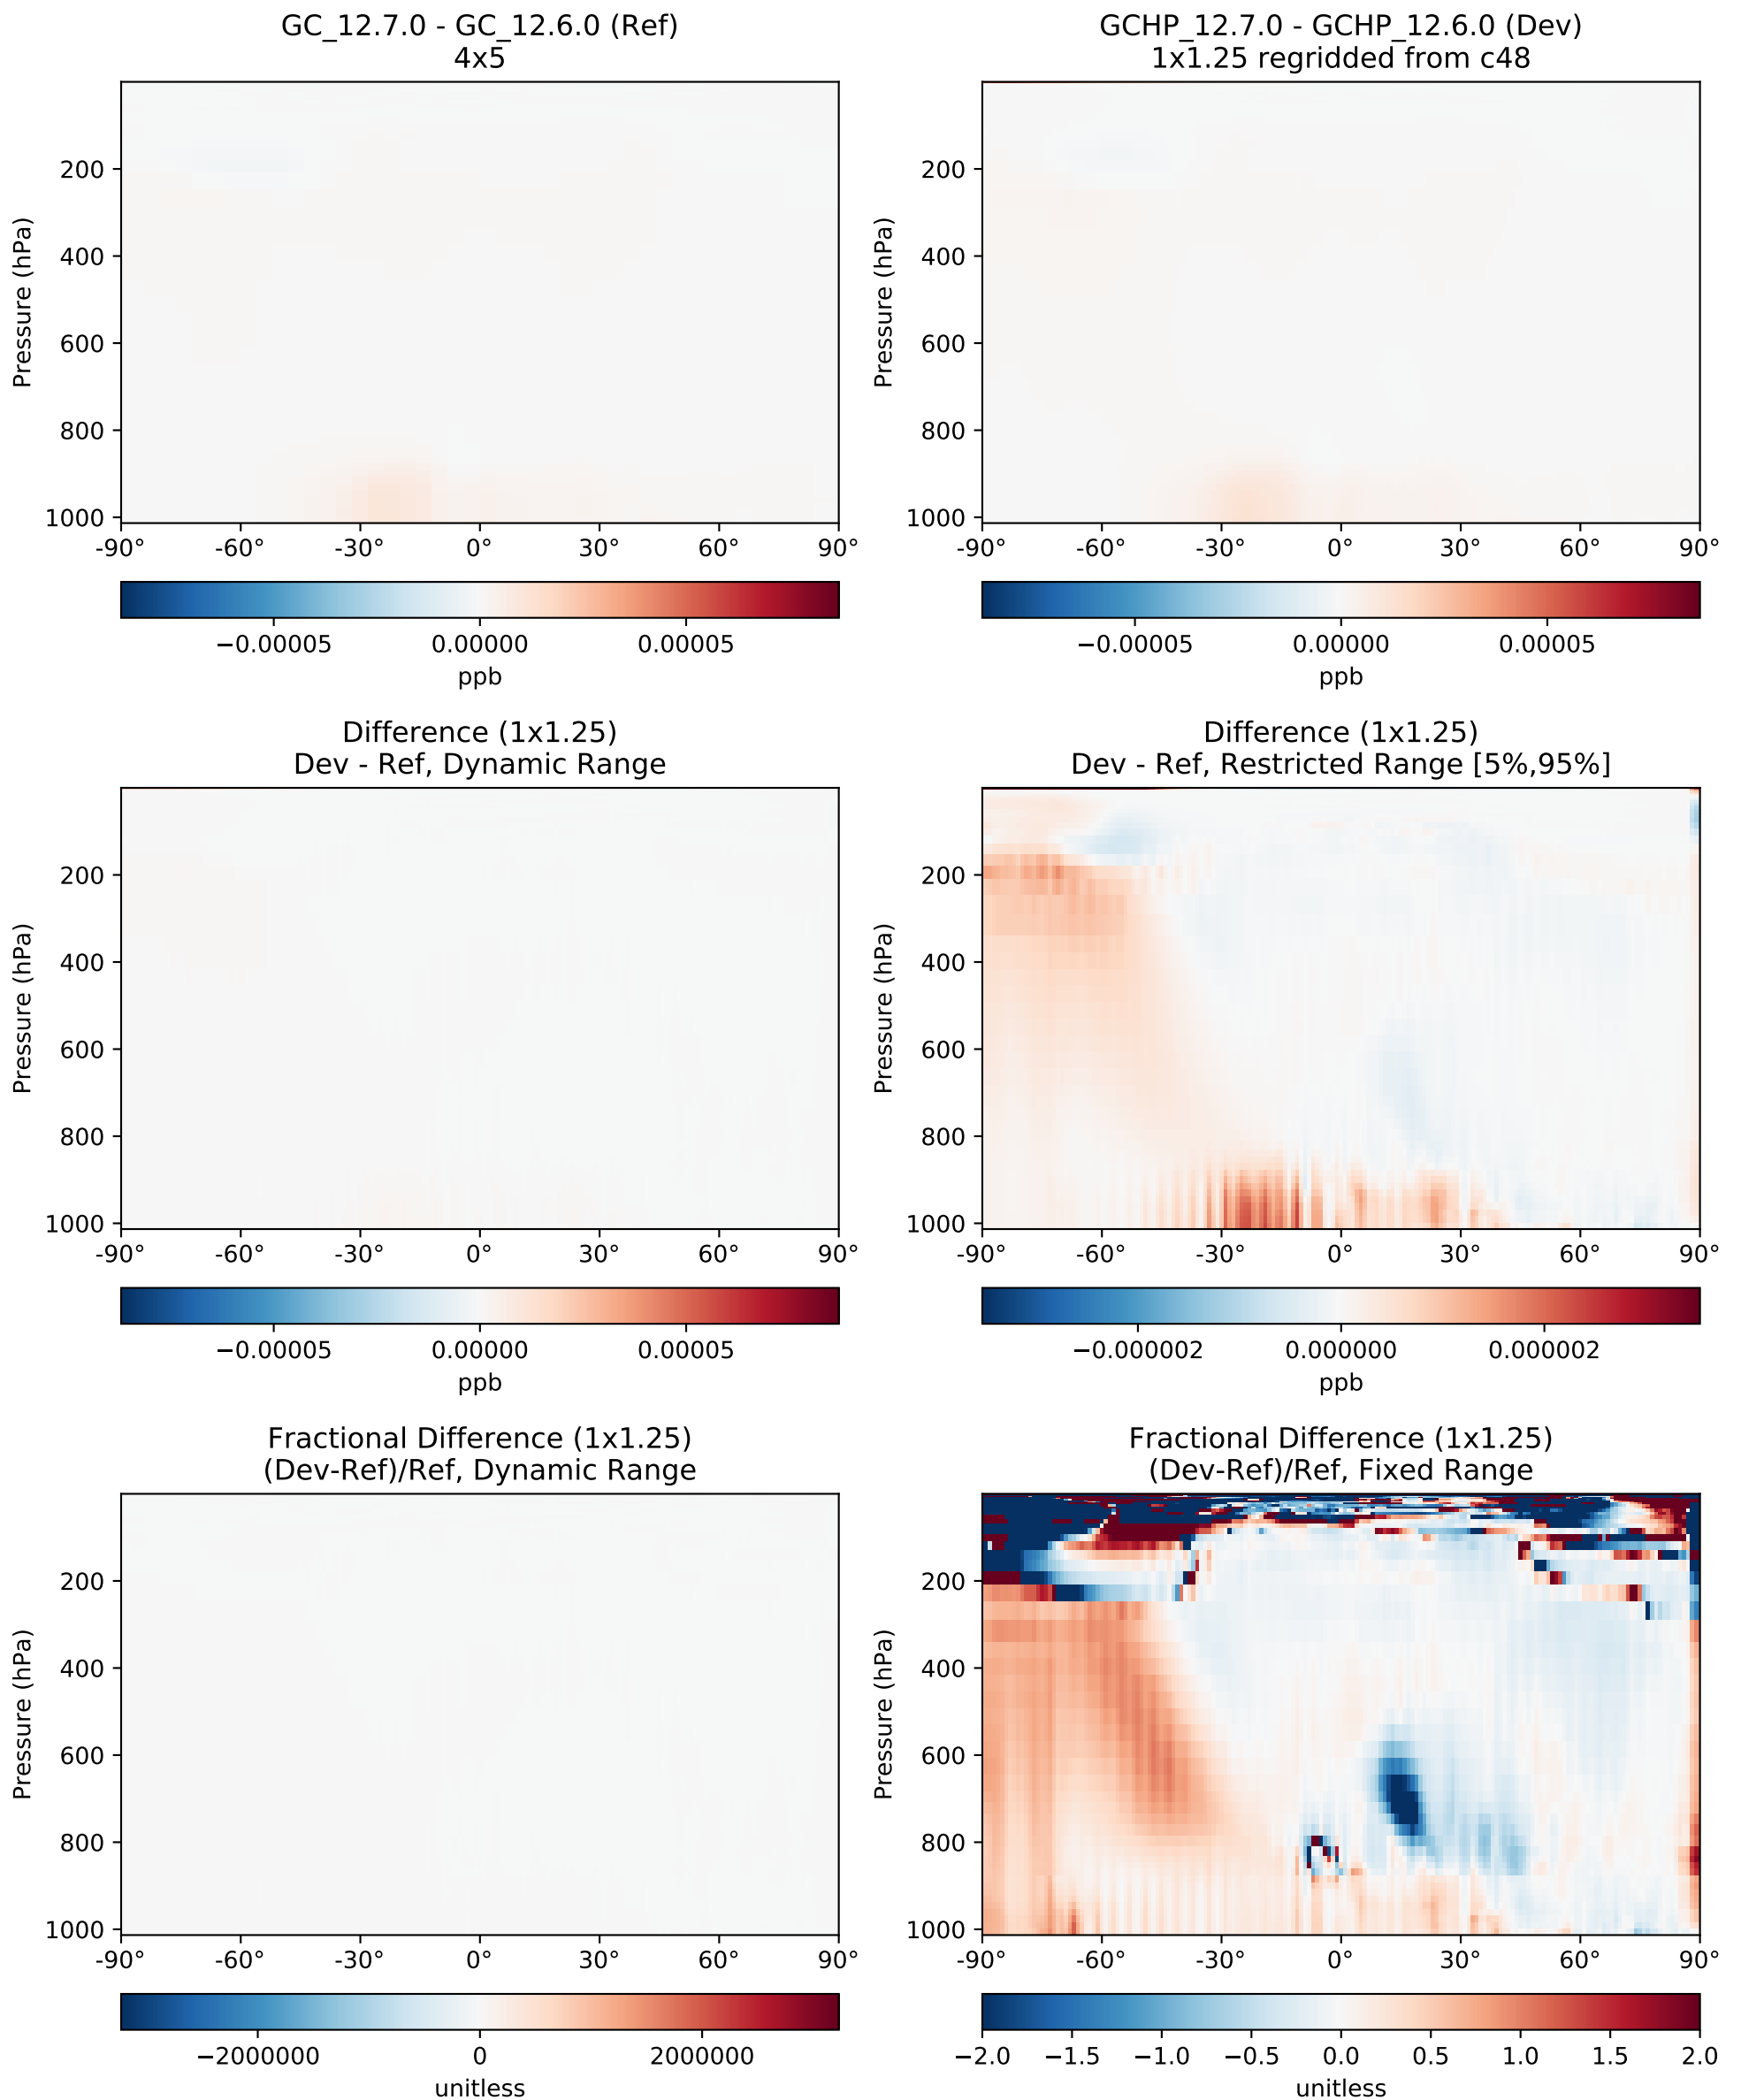 GC_12.7.0 - GC_12.6.0 (Ref)
4x5
Pressure (hPa)
200
400
600
800
1000
-90° -60° -30° 0° 30° 60° 90°
−0.00005 0.00000 0.00005
ppb
GCHP_12.7.0 - GCHP_12.6.0 (Dev)
1x1.25 regridded from c48
Pressure (hPa)
200
400
600
800
1000
-90° -60° -30° 0° 30° 60° 90°
−0.00005 0.00000 0.00005
ppb
Difference (1x1.25)
Dev - Ref, Dynamic Range
Pressure (hPa)
200
400
600
800
1000
-90° -60° -30° 0° 30° 60° 90°
−0.00005 0.00000 0.00005
ppb
Difference (1x1.25)
Dev - Ref, Restricted Range [5%,95%]
Pressure (hPa)
200
400
600
800
1000
-90° -60° -30° 0° 30° 60° 90°
−0.000002 0.000000 0.000002
ppb
Fractional Difference (1x1.25)
(Dev-Ref)/Ref, Dynamic Range
Pressure (hPa)
200
400
600
800
1000
-90° -60° -30° 0° 30° 60° 90°
−2000000 0 2000000
unitless
Fractional Difference (1x1.25)
(Dev-Ref)/Ref, Fixed Range
Pressure (hPa)
200
400
600
800
1000
-90° -60° -30° 0° 30° 60° 90°
−2.0 −1.5 −1.0 −0.5 0.0 0.5 1.0 1.5 2.0
unitless